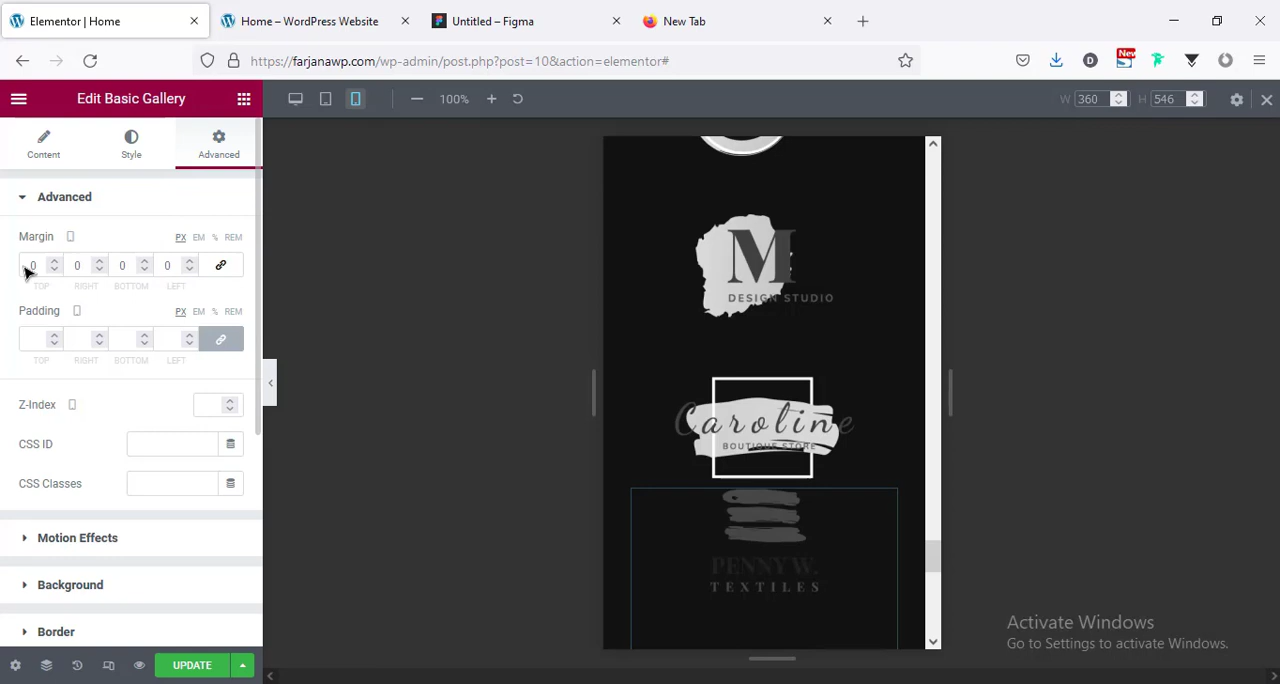 Elementor | Home
Home – WordPress Website
Untitled – Figma
New Tab
https://farjanawp.com/wp-admin/post.php?post=10&action=elementor#
New
D
Edit Basic Gallery
100%
W 360
H 546
Content
Style
Advanced
Advanced
Margin
PX EM % REM
0 0 0 0
TOP RIGHT BOTTOM LEFT
Padding
PX EM % REM
TOP RIGHT BOTTOM LEFT
Z-Index
CSS ID
CSS Classes
Motion Effects
Background
Border
UPDATE
M
DESIGN STUDIO
Caroline
BOUTIQUE STORE
PENNY W.
TEXTILES
Activate Windows
Go to Settings to activate Windows.